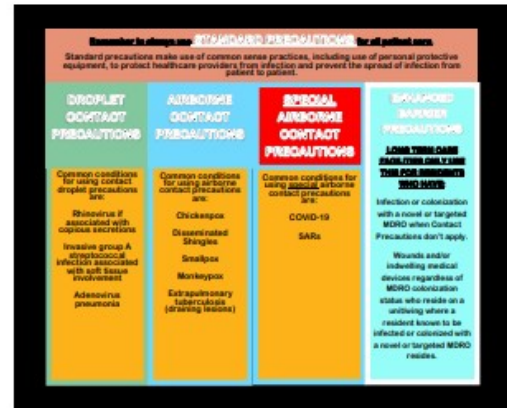 Remember to always use STANDARD PRECAUTIONS for all patient care.
Standard precautions make use of common sense practices, including use of personal protective
equipment, to protect healthcare providers from infection and prevent the spread of infection from
patient to patient.
DROPLET
CONTACT
PRECAUTIONS
Common conditions
for using contact
droplet precautions
are:
Rhinovirus if
associated with
copious secretions
Invasive group A
streptococcal
infection associated
with soft tissue
involvement
Adenovirus
pneumonia
AIRBORNE
CONTACT
PRECAUTIONS
Common conditions
for using airborne
contact precautions
are:
Chickenpox
Disseminated
Shingles
Smallpox
Monkeypox
Extrapulmonary
tuberculosis
(draining lesions)
SPECIAL
AIRBORNE
CONTACT
PRECAUTIONS
Common conditions for
using special airborne
contact precautions
are:
COVID-19
SARs
ENHANCED
BARRIER
PRECAUTIONS
LONG TERM CARE
FACILITIES ONLY USE
THIS FOR RESIDENTS
WHO HAVE:
Infection or colonization
with a novel or targeted
MDRO when Contact
Precautions don't apply.
Wounds and/or
indwelling medical
devices regardless of
MDRO colonization
status who reside on a
unit/wing where a
resident known to be
infected or colonized with
a novel or targeted MDRO
resides.